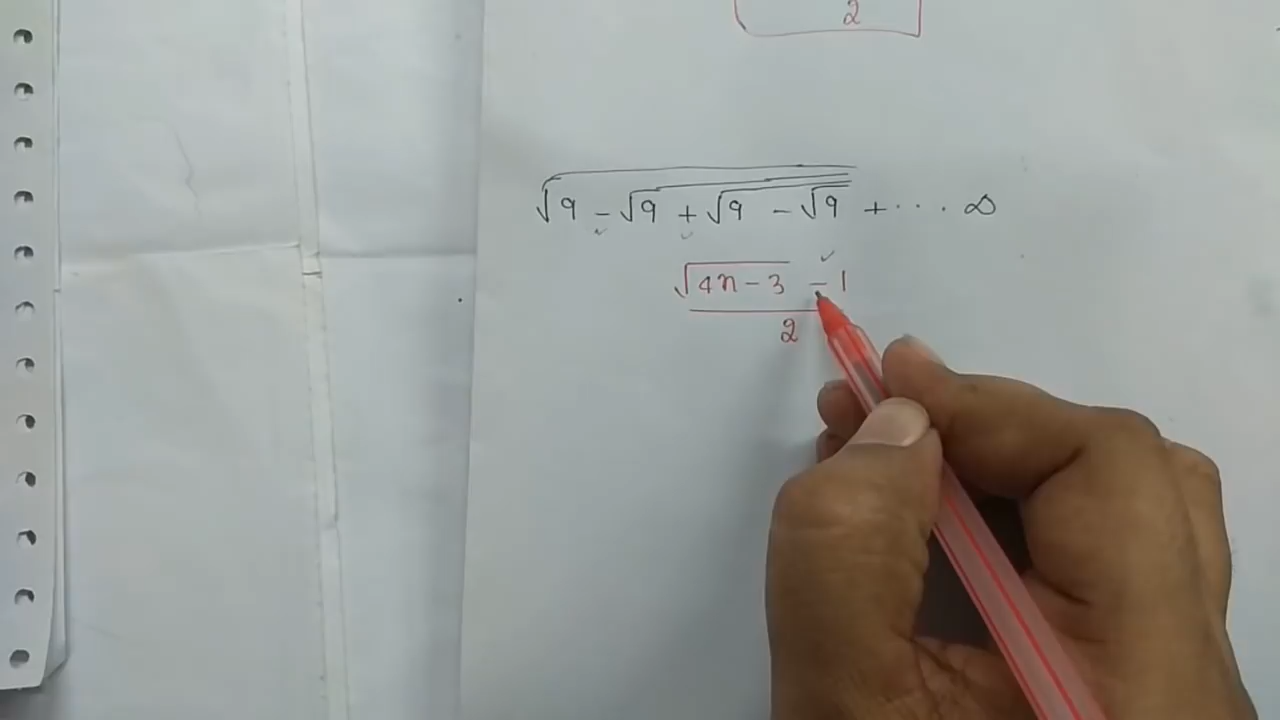 2
√9 - √9 + √9 - √9 + ... ∞
√4n-3 - 1
2